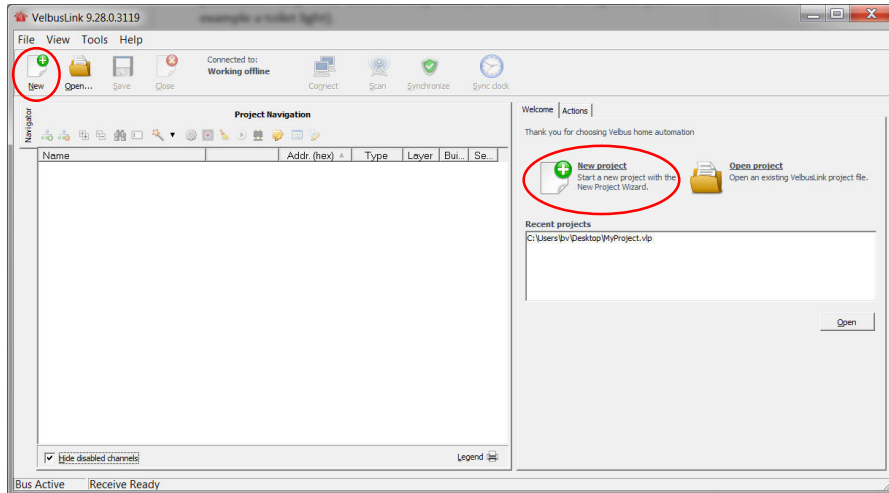 VelbusLink 9.28.0.3119
example a toilet light).
File View Tools Help
New Open... Save Close
Connected to:
Working offline
Connect Scan Synchronize Sync clock
Navigator
Project Navigation
Name Addr. (hex) Type Layer Bui... Se...
Hide disabled channels
Legend
Welcome Actions
Thank you for choosing Velbus home automation
New project
Start a new project with the
New Project Wizard.
Open project
Open an existing VelbusLink project file.
Recent projects
C:\Users\bv\Desktop\MyProject.vlp
Open
Bus Active Receive Ready